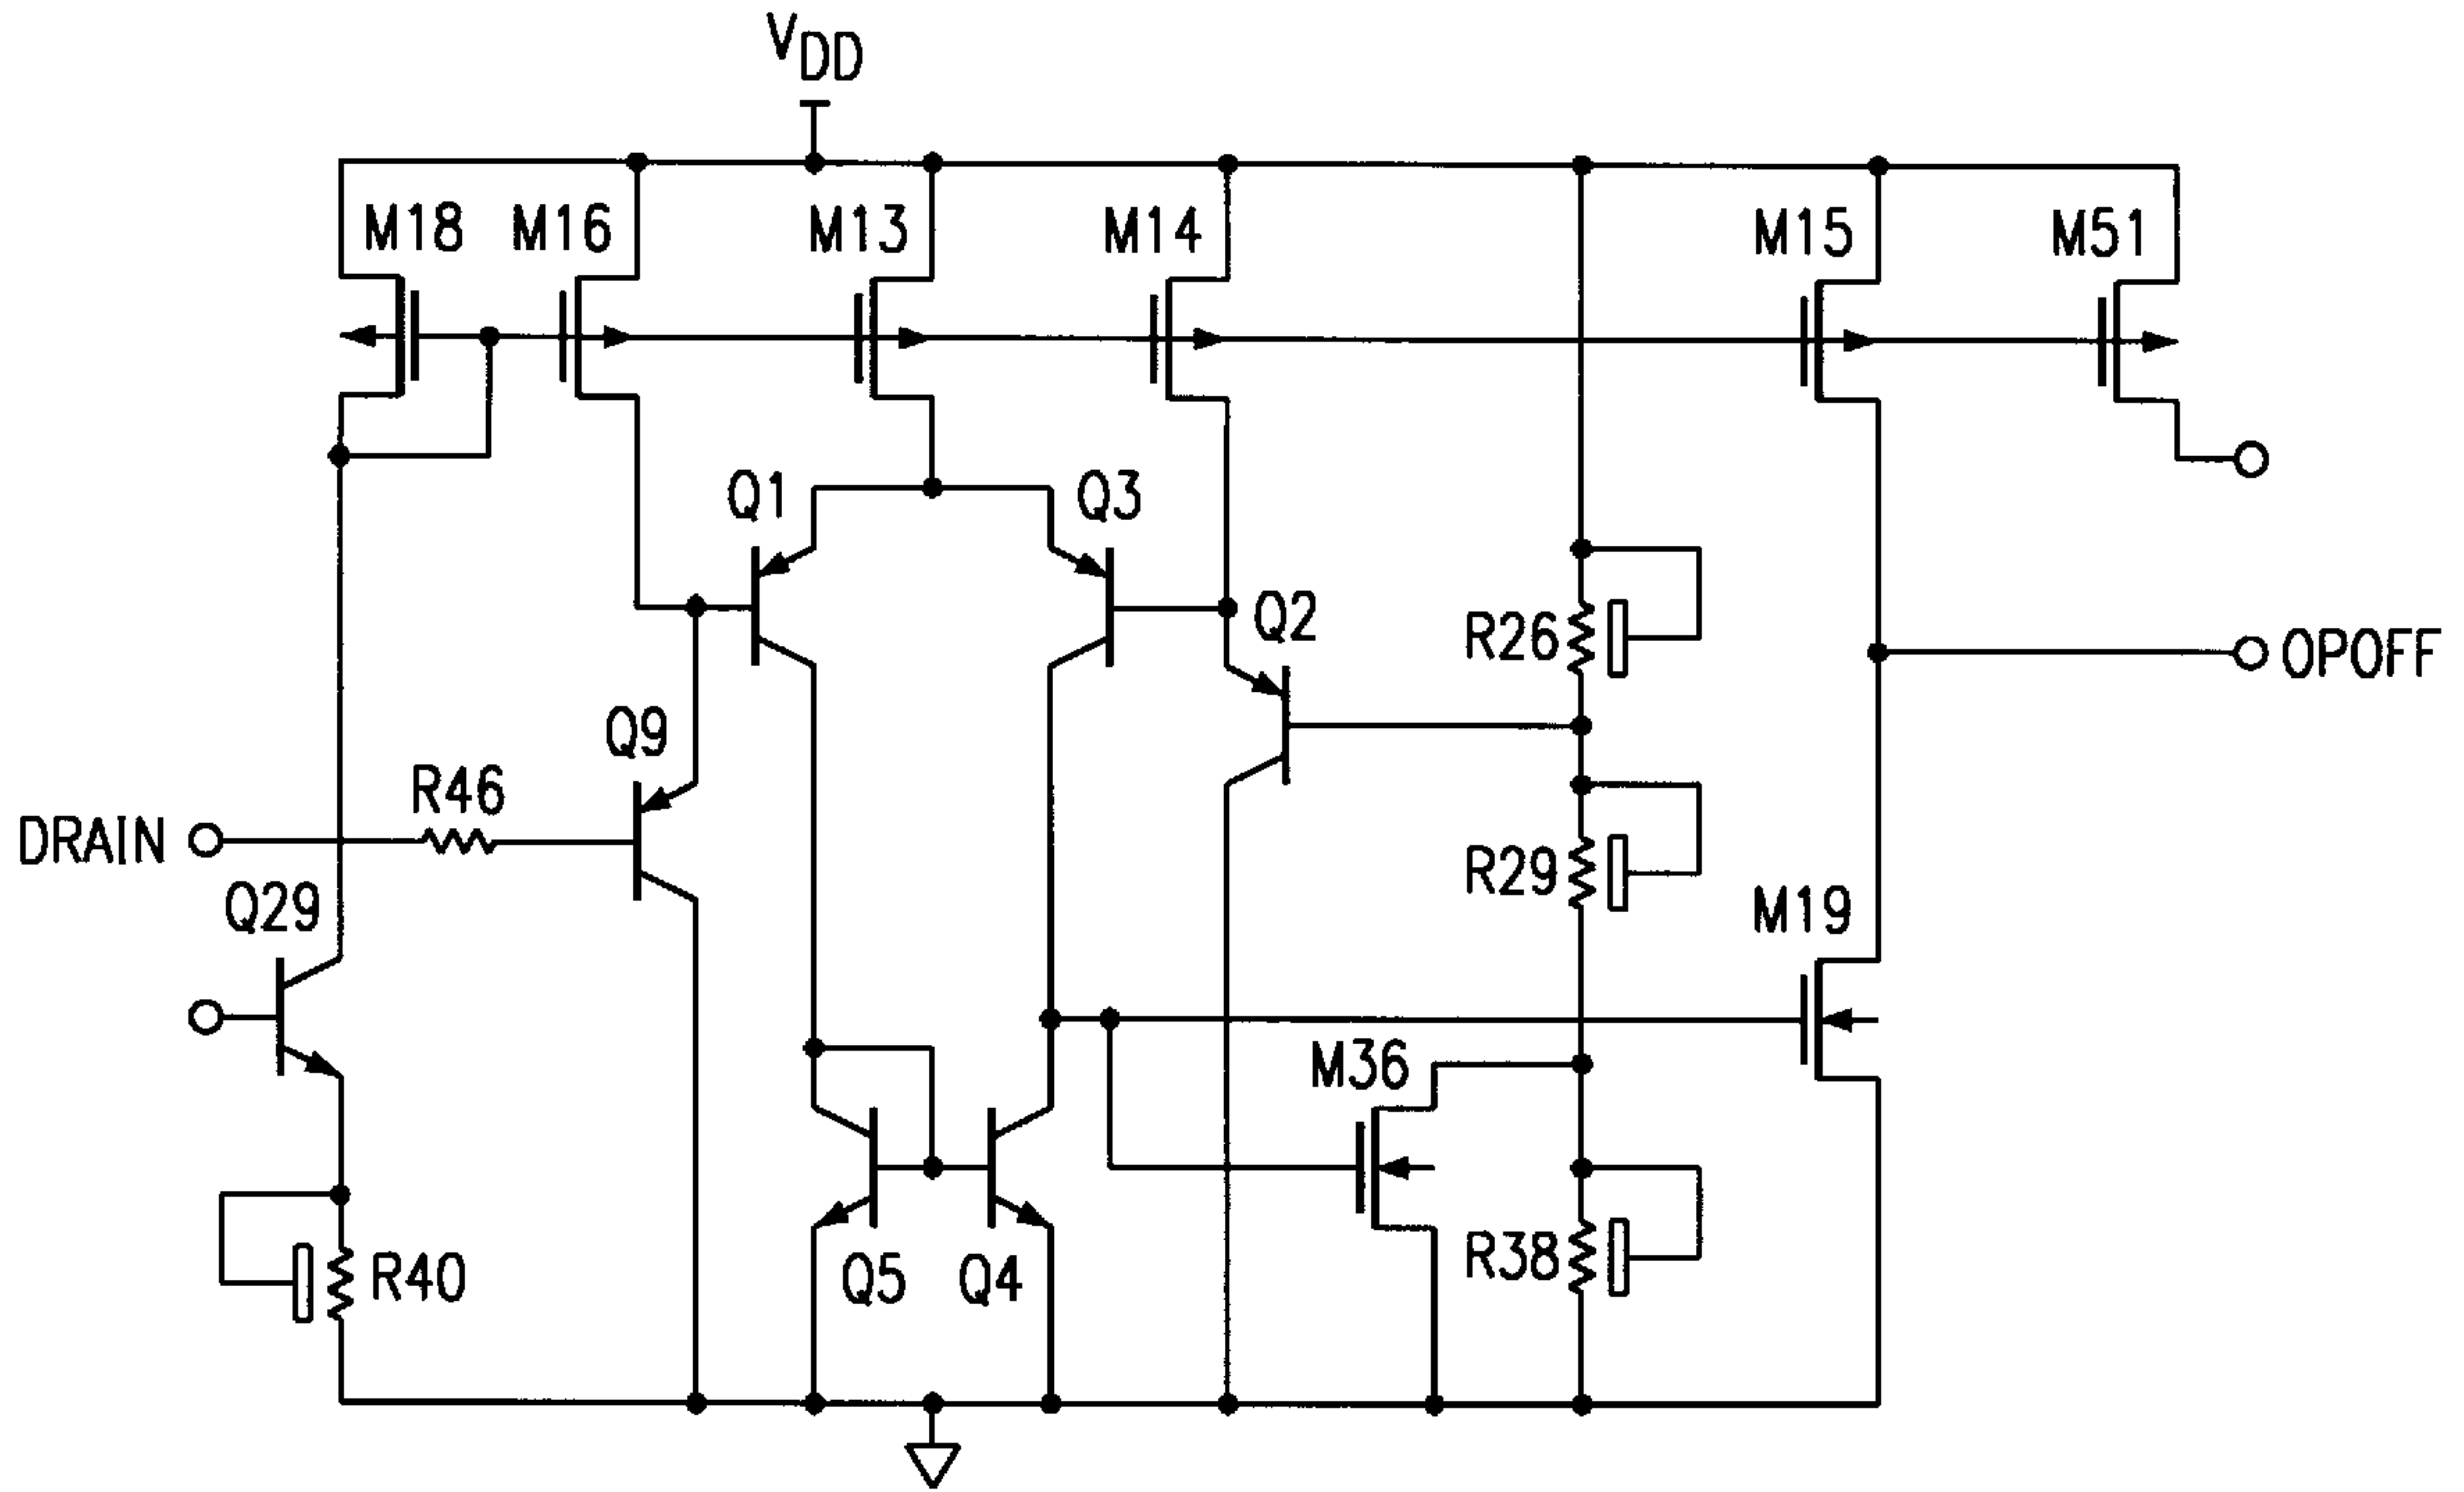 VDD
M18
M16
M13
M14
M15
M51
Q1
Q3
Q2
R26
OPOFF
Q9
R46
DRAIN
R29
Q29
M19
M36
Q5
Q4
R40
R38